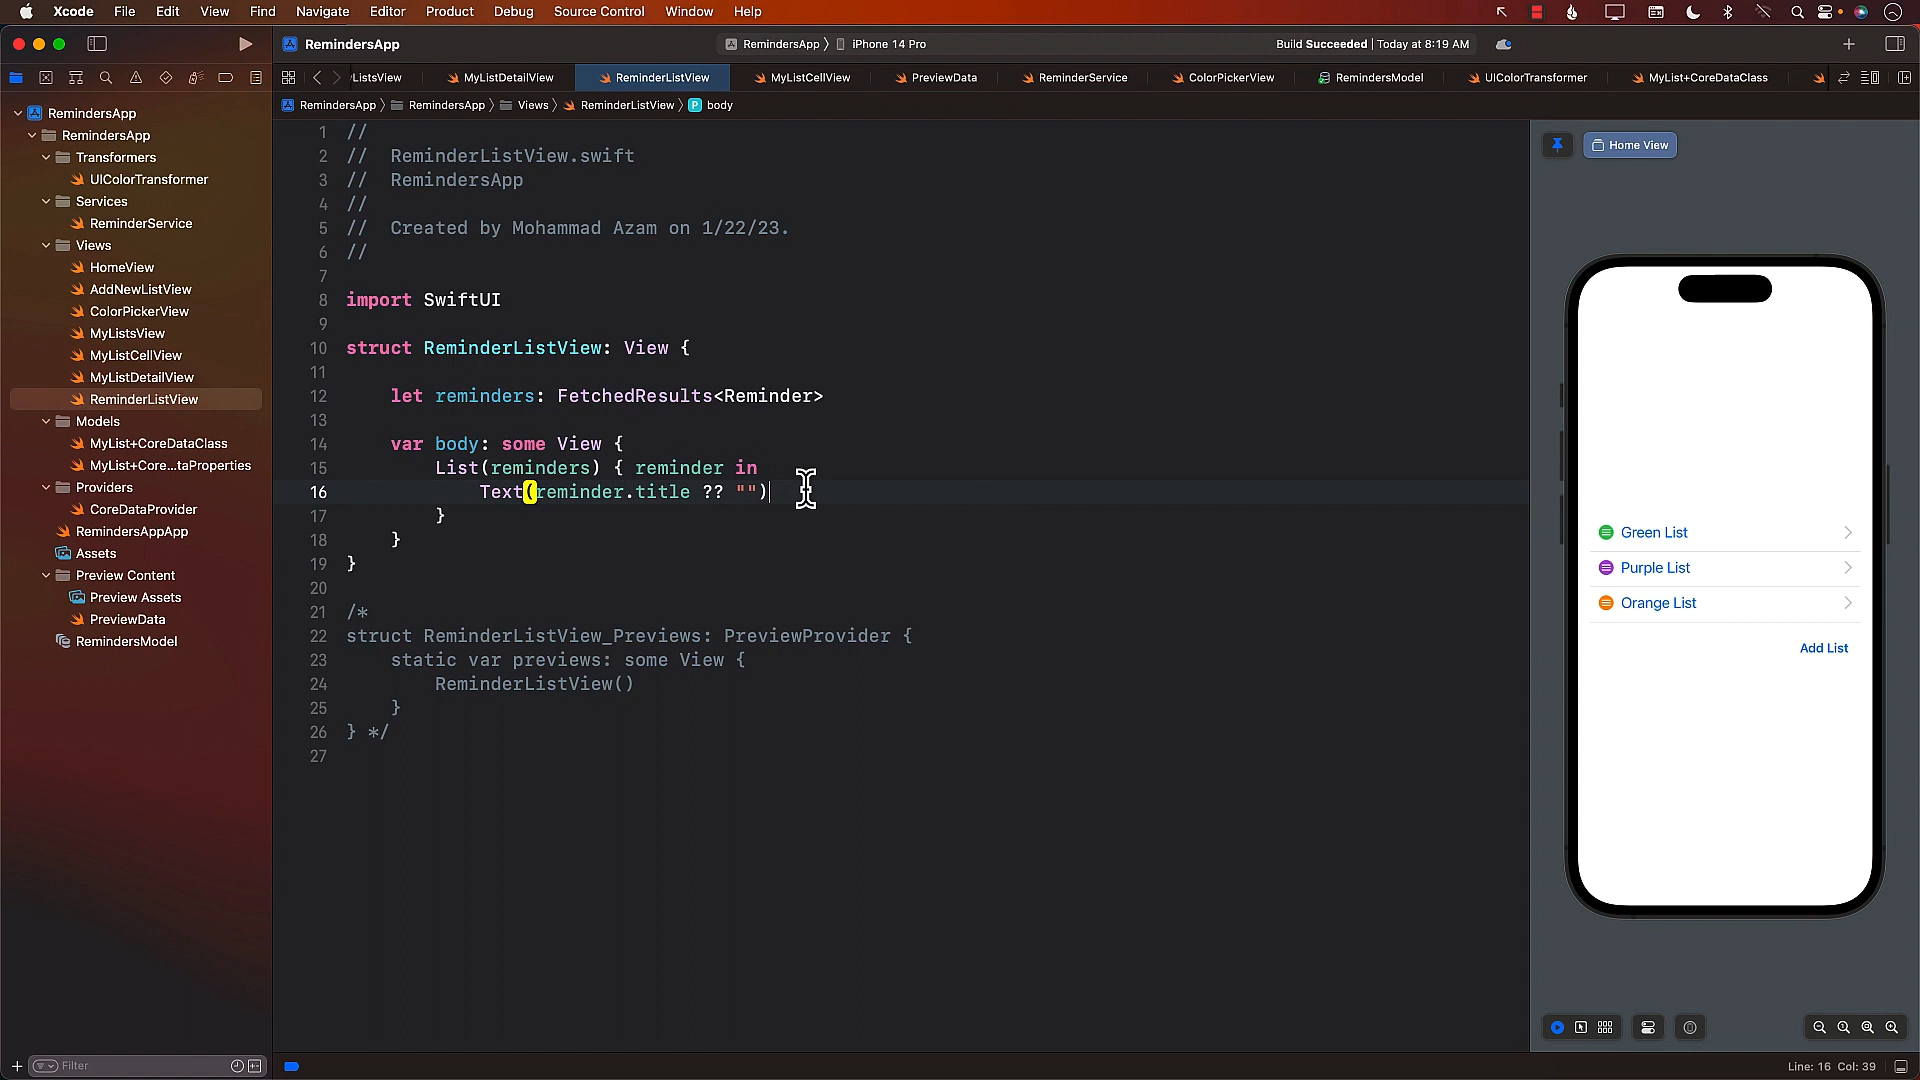 Xcode File Edit View Find Navigate Editor Product Debug Source Control Window Help
RemindersApp
RemindersApp 〉 iPhone 14 Pro
Build Succeeded | Today at 8:19 AM
ListsView MyListDetailView ReminderListView MyListCellView PreviewData ReminderService ColorPickerView RemindersModel UIColorTransformer MyList+CoreDataClass
RemindersApp 〉 RemindersApp 〉 Views 〉 ReminderListView 〉 P body
RemindersApp
RemindersApp
Transformers
UIColorTransformer
Services
ReminderService
Views
HomeView
AddNewListView
ColorPickerView
MyListsView
MyListCellView
MyListDetailView
ReminderListView
Models
MyList+CoreDataClass
MyList+Core...taProperties
Providers
CoreDataProvider
RemindersAppApp
Assets
Preview Content
Preview Assets
PreviewData
RemindersModel
Filter
1 //
2 //  ReminderListView.swift
3 //  RemindersApp
4 //
5 //  Created by Mohammad Azam on 1/22/23.
6 //
7
8 import SwiftUI
9
10 struct ReminderListView: View {
11
12     let reminders: FetchedResults<Reminder>
13
14     var body: some View {
15         List(reminders) { reminder in
16             Text(reminder.title ?? "")
17         }
18     }
19 }
20
21 /*
22 struct ReminderListView_Previews: PreviewProvider {
23     static var previews: some View {
24         ReminderListView()
25     }
26 } */
27
Home View
Green List
Purple List
Orange List
Add List
Line: 16 Col: 39